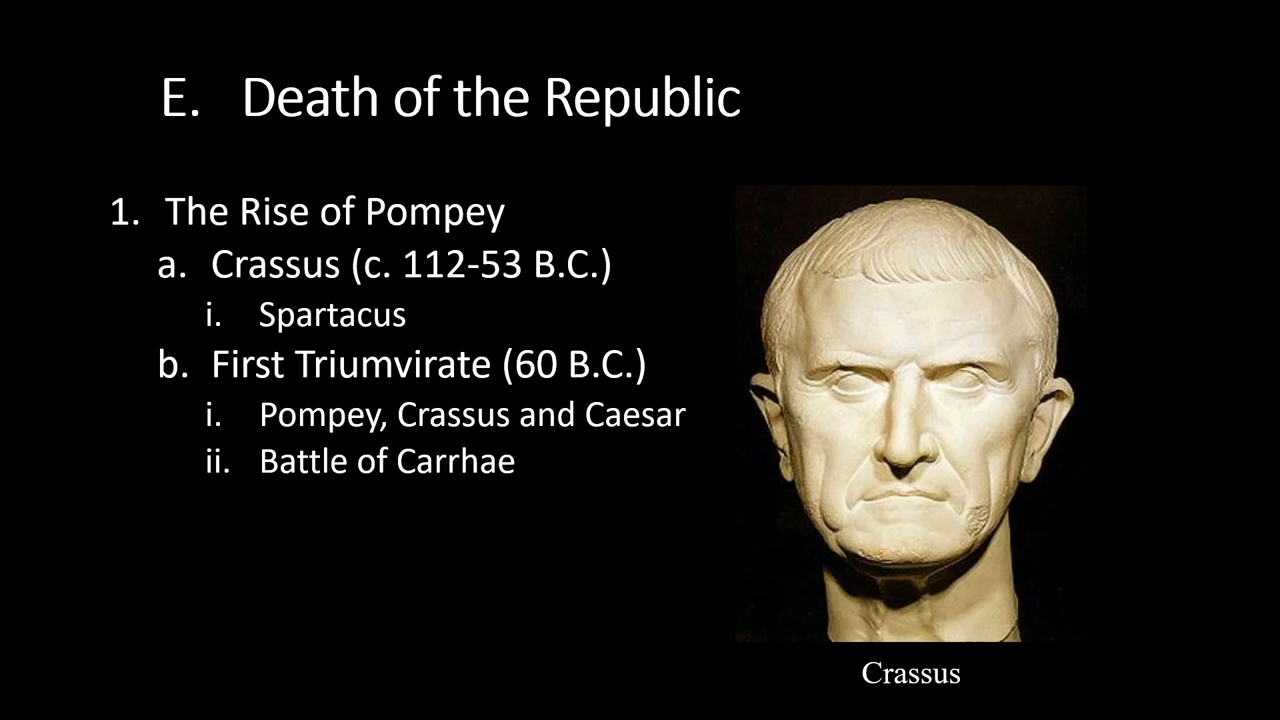 E. Death of the Republic
1. The Rise of Pompey
a. Crassus (c. 112-53 B.C.)
i. Spartacus
b. First Triumvirate (60 B.C.)
i. Pompey, Crassus and Caesar
ii. Battle of Carrhae
Crassus